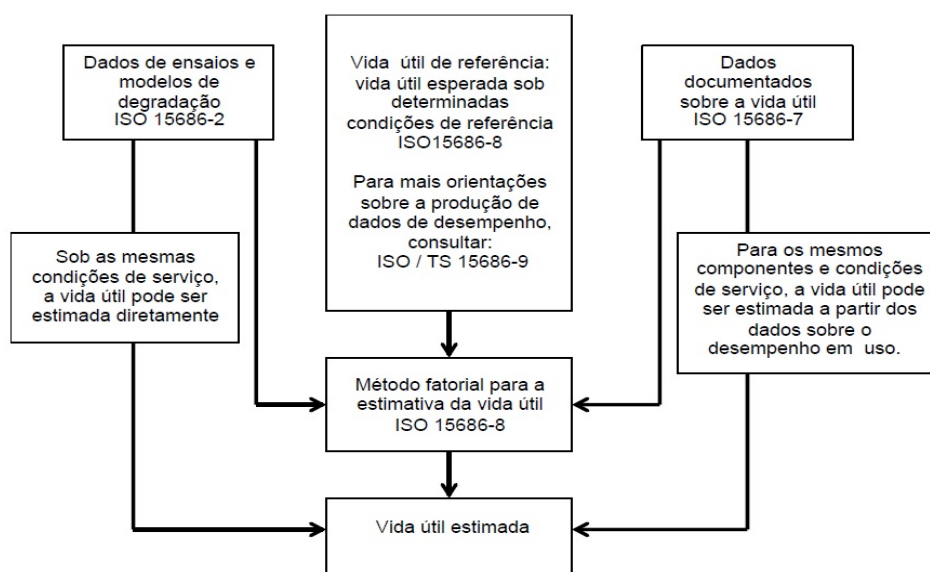 Dados de ensaios e
modelos de
degradação
ISO 15686-2
Vida útil de referência:
vida útil esperada sob
determinadas
condições de referência
ISO15686-8
Para mais orientações
sobre a produção de
dados de desempenho,
consultar:
ISO / TS 15686-9
Dados
documentados
sobre a vida útil
ISO 15686-7
Sob as mesmas
condições de serviço,
a vida útil pode ser
estimada diretamente
Para os mesmos
componentes e condições
de serviço, a vida útil pode
ser estimada a partir dos
dados sobre o
desempenho em uso.
Método fatorial para a
estimativa da vida útil
ISO 15686-8
Vida útil estimada